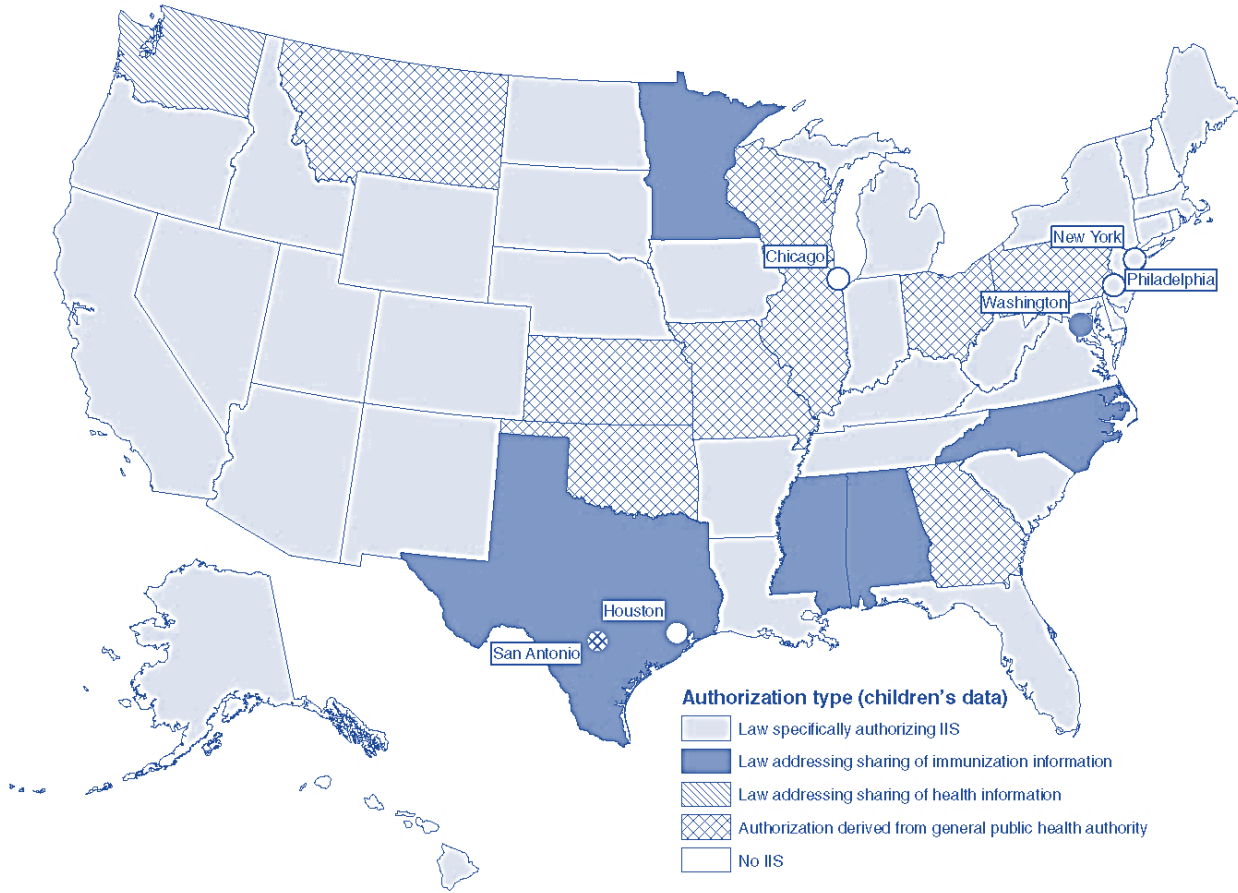 New York
Chicago
Philadelphia
Washington
Houston
San Antonio
Authorization type (children’s data)
Law specifically authorizing IIS
Law addressing sharing of immunization information
Law addressing sharing of health information
Authorization derived from general public health authority
No IIS